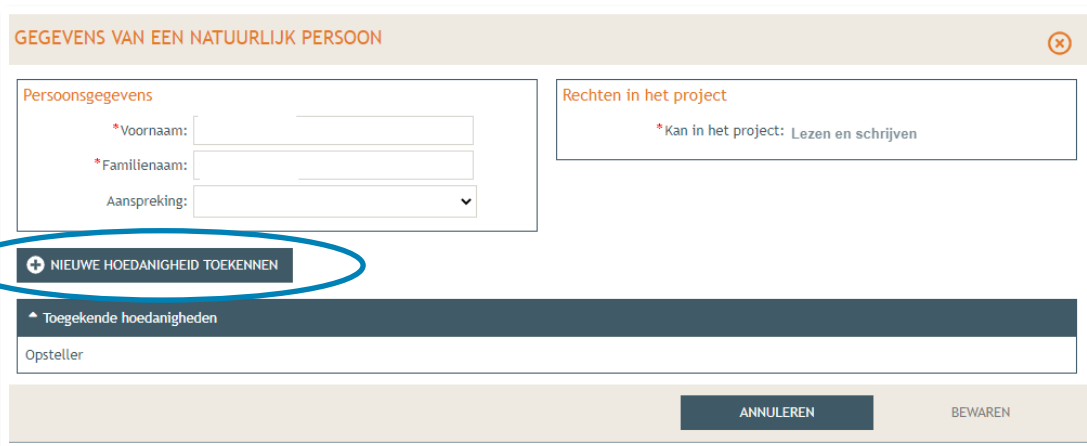 GEGEVENS VAN EEN NATUURLIJK PERSOON
Persoonsgegevens
*Voornaam:
*Familienaam:
Aanspreking:
Rechten in het project
*Kan in het project: Lezen en schrijven
NIEUWE HOEDANIGHEID TOEKENNEN
Toegekende hoedanigheden
Opsteller
ANNULEREN
BEWAREN